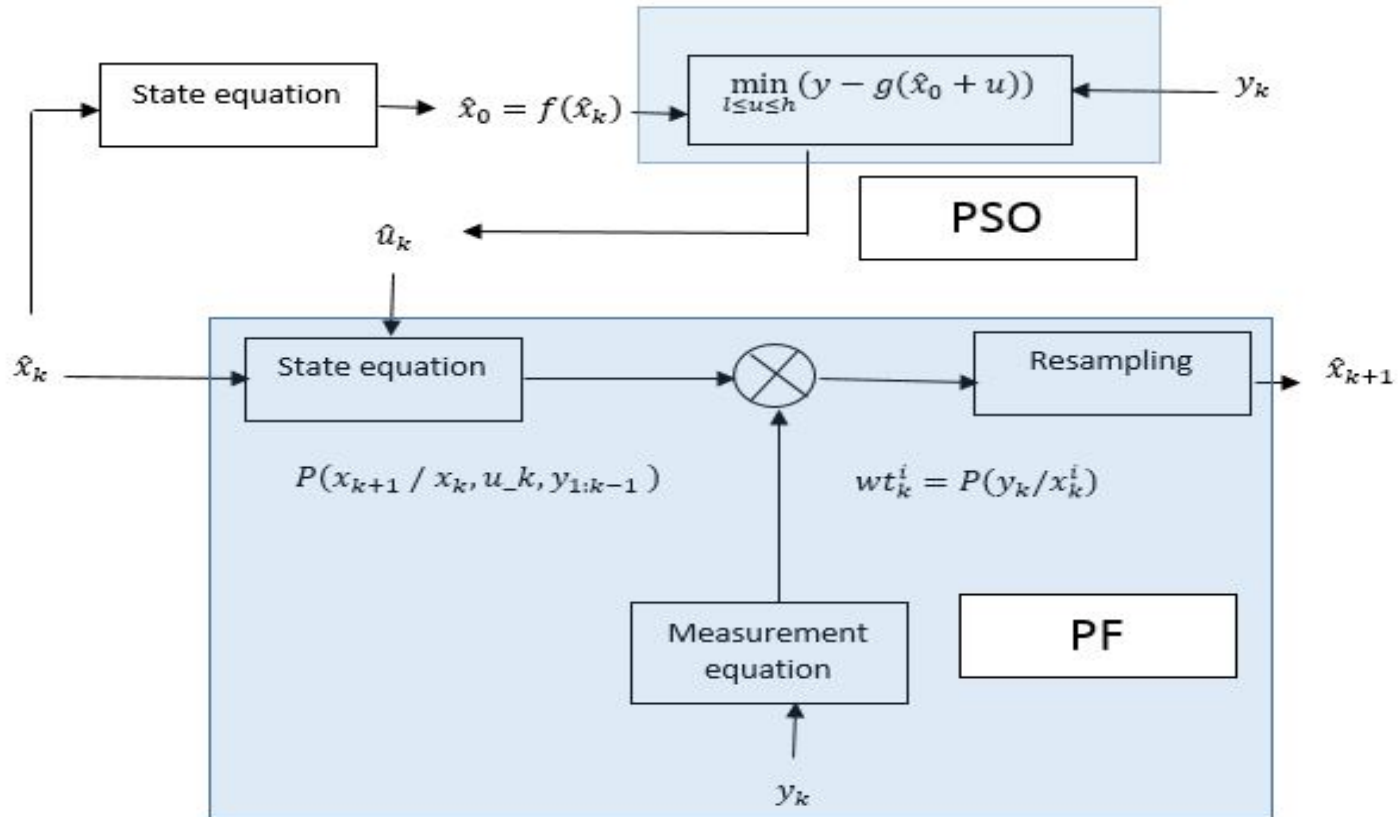 State equation
x̂₀ = f(x̂ₖ)
min (y − g(x̂₀ + u))
l≤u≤h
yₖ
PSO
ûₖ
x̂ₖ
State equation
Resampling
x̂ₖ₊₁
P(xₖ₊₁ / xₖ, u_k, y₁:ₖ₋₁ )
wtₖⁱ = P(yₖ/xₖⁱ)
Measurement
equation
PF
yₖ